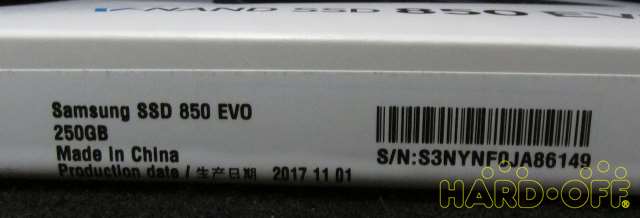 NAND SSD 850 EV
Samsung SSD 850 EVO
250GB
Made in China
Production date / 生产日期 2017 11 01
S/N:S3NYNF0JA86149
HARD-OFF